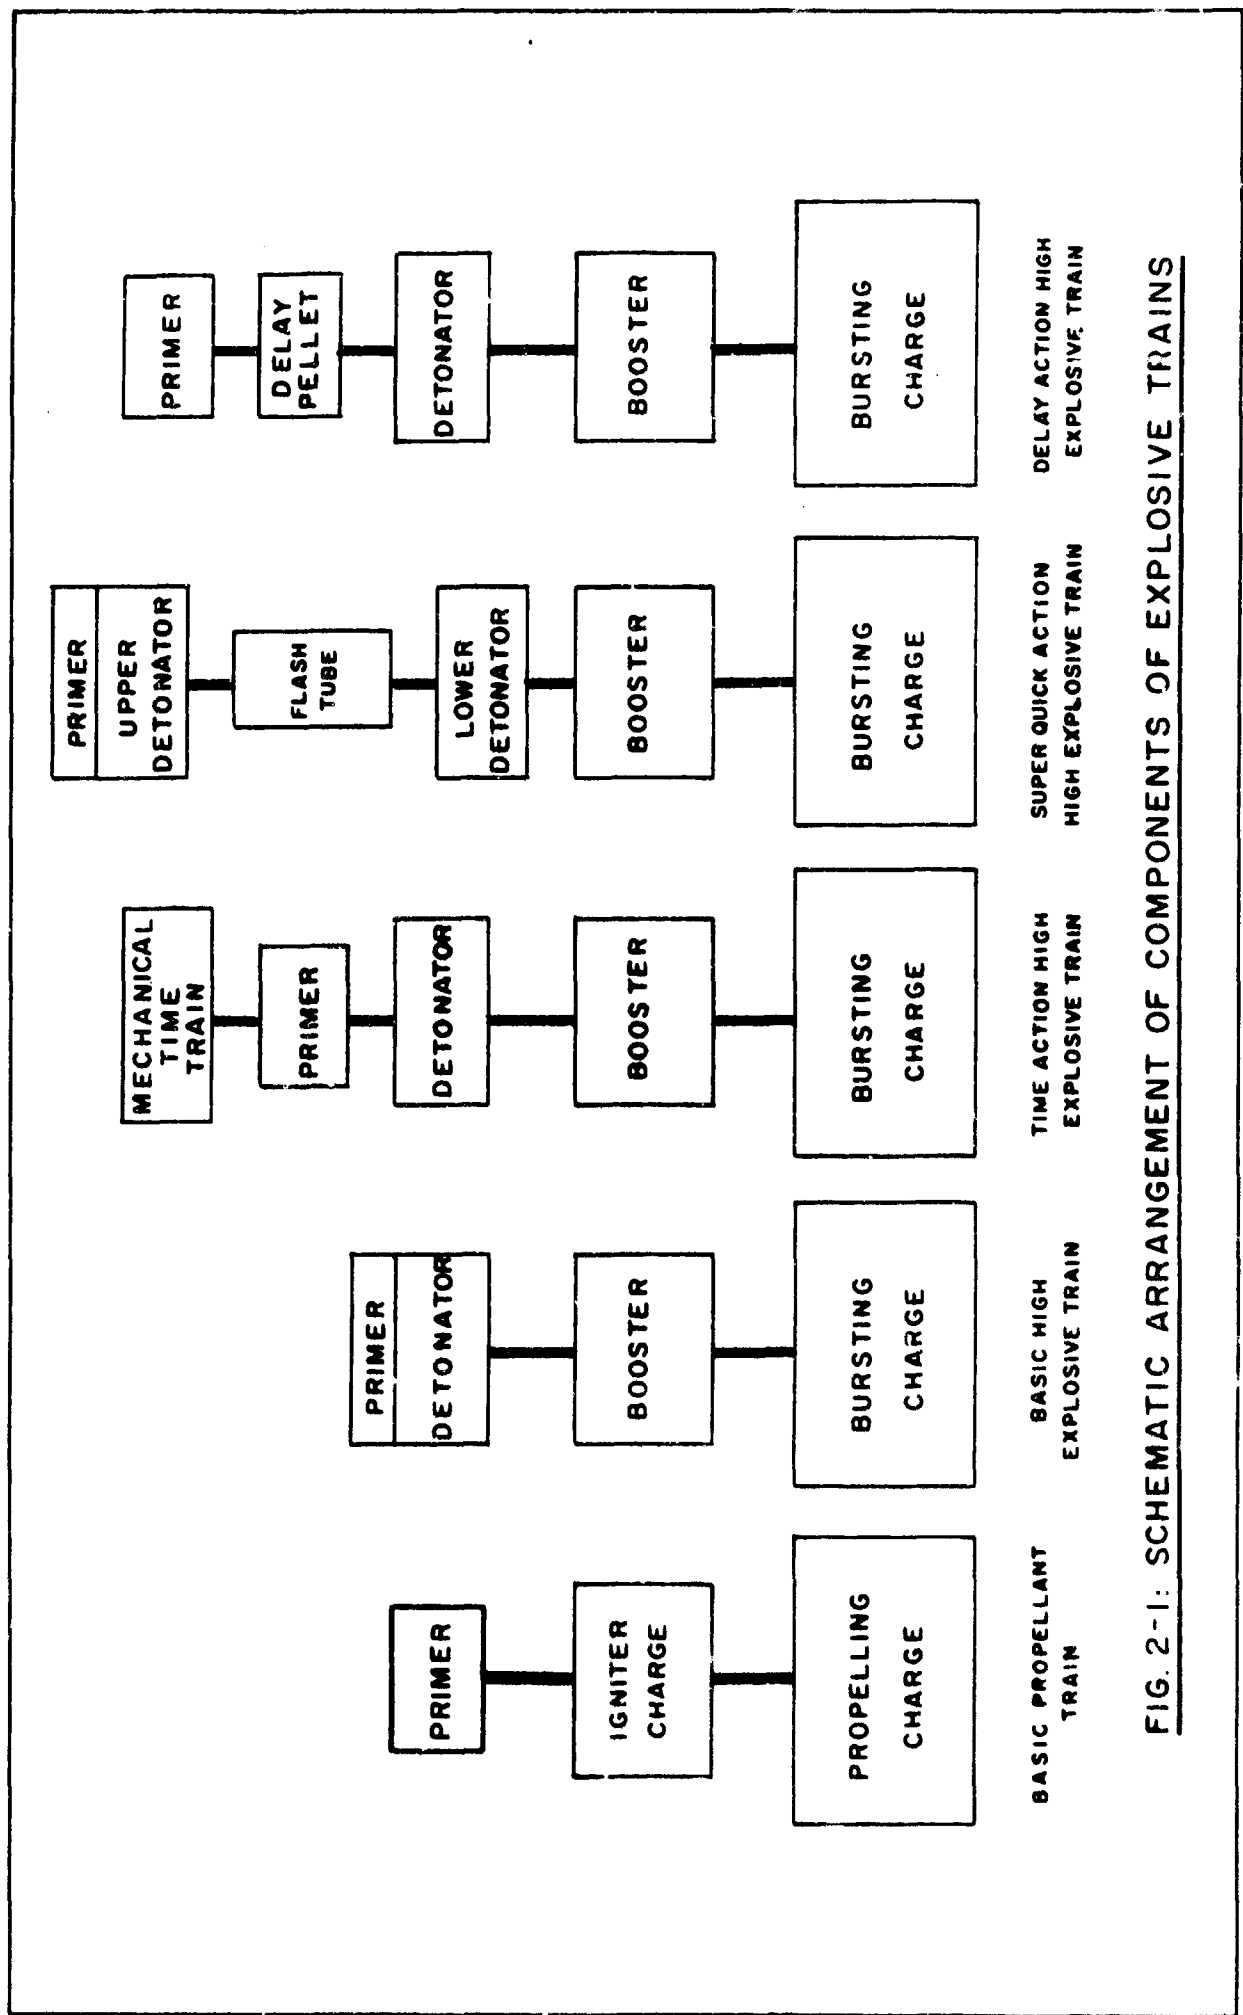 PRIMER
IGNITER
CHARGE
PROPELLING
CHARGE
BASIC PROPELLANT
TRAIN
PRIMER
DETONATOR
BOOSTER
BURSTING
CHARGE
BASIC HIGH
EXPLOSIVE TRAIN
MECHANICAL
TIME
TRAIN
PRIMER
DETONATOR
BOOSTER
BURSTING
CHARGE
TIME ACTION HIGH
EXPLOSIVE TRAIN
PRIMER
UPPER
DETONATOR
FLASH
TUBE
LOWER
DETONATOR
BOOSTER
BURSTING
CHARGE
SUPER QUICK ACTION
HIGH EXPLOSIVE TRAIN
PRIMER
DELAY
PELLET
DETONATOR
BOOSTER
BURSTING
CHARGE
DELAY ACTION HIGH
EXPLOSIVE TRAIN
FIG. 2-1: SCHEMATIC ARRANGEMENT OF COMPONENTS OF EXPLOSIVE TRAINS